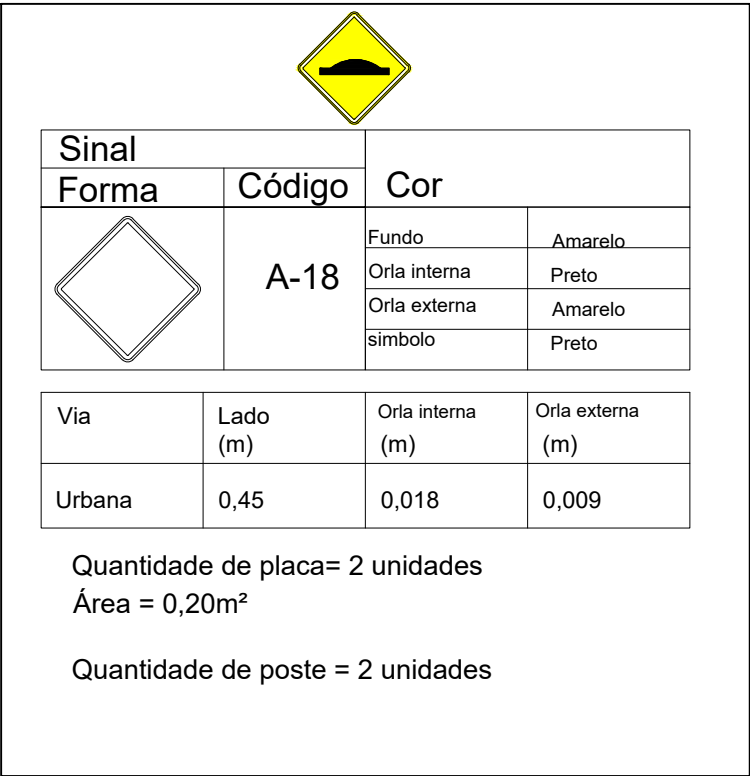 Sinal
Forma
Código
Cor
A-18
Fundo
Amarelo
Orla interna
Preto
Orla externa
Amarelo
simbolo
Preto
Via
Lado
(m)
Orla interna
(m)
Orla externa
(m)
Urbana
0,45
0,018
0,009
Quantidade de placa= 2 unidades
Área = 0,20m²
Quantidade de poste = 2 unidades